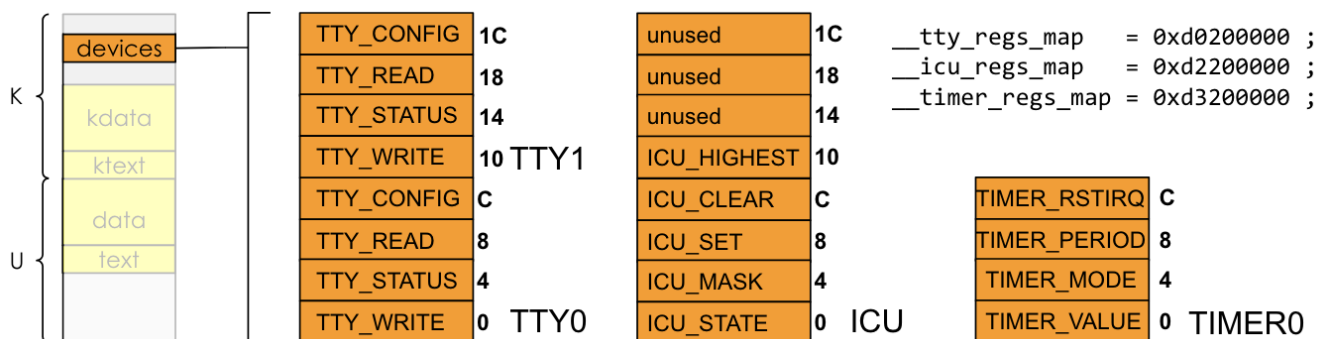 devices
K
kdata
ktext
data
U
text
TTY_CONFIG 1C
TTY_READ 18
TTY_STATUS 14
TTY_WRITE 10 TTY1
TTY_CONFIG C
TTY_READ 8
TTY_STATUS 4
TTY_WRITE 0 TTY0
unused 1C
unused 18
unused 14
ICU_HIGHEST 10
ICU_CLEAR C
ICU_SET 8
ICU_MASK 4
ICU_STATE 0 ICU
__tty_regs_map = 0xd0200000 ;
__icu_regs_map = 0xd2200000 ;
__timer_regs_map = 0xd3200000 ;
TIMER_RSTIRQ C
TIMER_PERIOD 8
TIMER_MODE 4
TIMER_VALUE 0 TIMER0